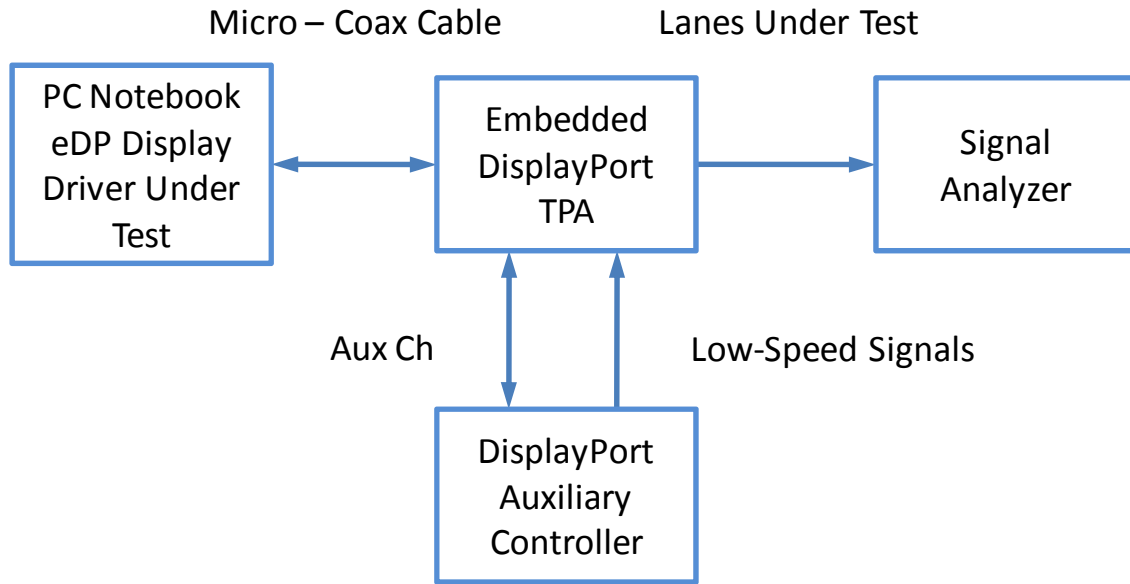 Micro – Coax Cable
Lanes Under Test
PC Notebook
eDP Display
Driver Under
Test
Embedded
DisplayPort
TPA
Signal
Analyzer
Aux Ch
Low-Speed Signals
DisplayPort
Auxiliary
Controller